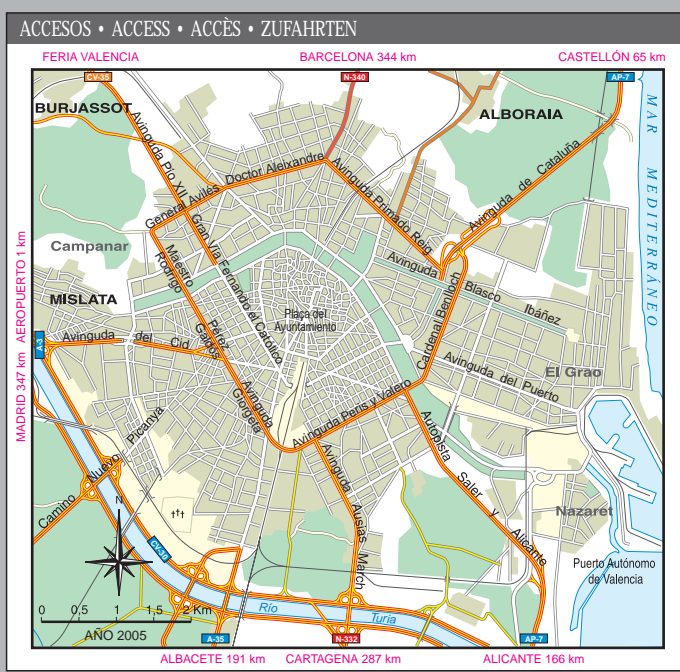 ACCESOS • ACCESS • ACCÈS • ZUFAHRTEN
FERIA VALENCIA
BARCELONA 344 km
CASTELLÓN 65 km
CV-35
N-340
AP-7
BURJASSOT
ALBORAIA
MAR MEDITERRÁNEO
Avinguda Pío XII
General Avilés
Doctor Aleixandre
Avinguda Primado Reig
Avinguda de Cataluña
Campanar
Maestro
Rodrigo
Gran Vía Fernando el Católico
Avinguda Blasco Ibáñez
MISLATA
Plaça del
Ayuntamiento
Cardenal Benlloch
MADRID 347 km AEROPUERTO 1 km
A-3
Avinguda del Cid
Pérez
Galdós
Avinguda
Giorgeta
Avinguda del Puerto
El Grao
Avinguda Peris y Valero
Picanya
Camino Nuevo
Autopista Saler y Alicante
Avinguda Ausias March
Nazaret
N
CV-30
Puerto Autónomo
de Valencia
0 0,5 1 1,5 2 Km
AÑO 2005
Río Turia
A-35
N-332
AP-7
ALBACETE 191 km
CARTAGENA 287 km
ALICANTE 166 km